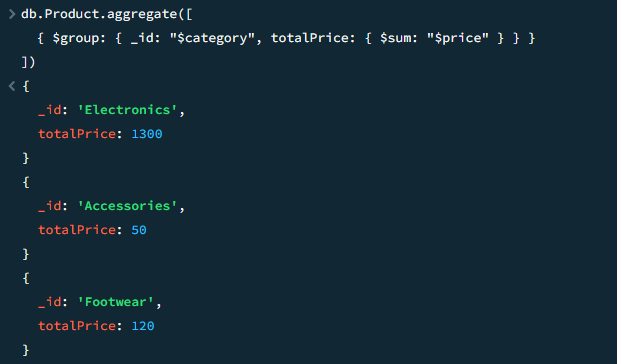 > db.Product.aggregate([
{ $group: { _id: "$category", totalPrice: { $sum: "$price" } } }
])
< {
_id: 'Electronics',
totalPrice: 1300
}
{
_id: 'Accessories',
totalPrice: 50
}
{
_id: 'Footwear',
totalPrice: 120
}